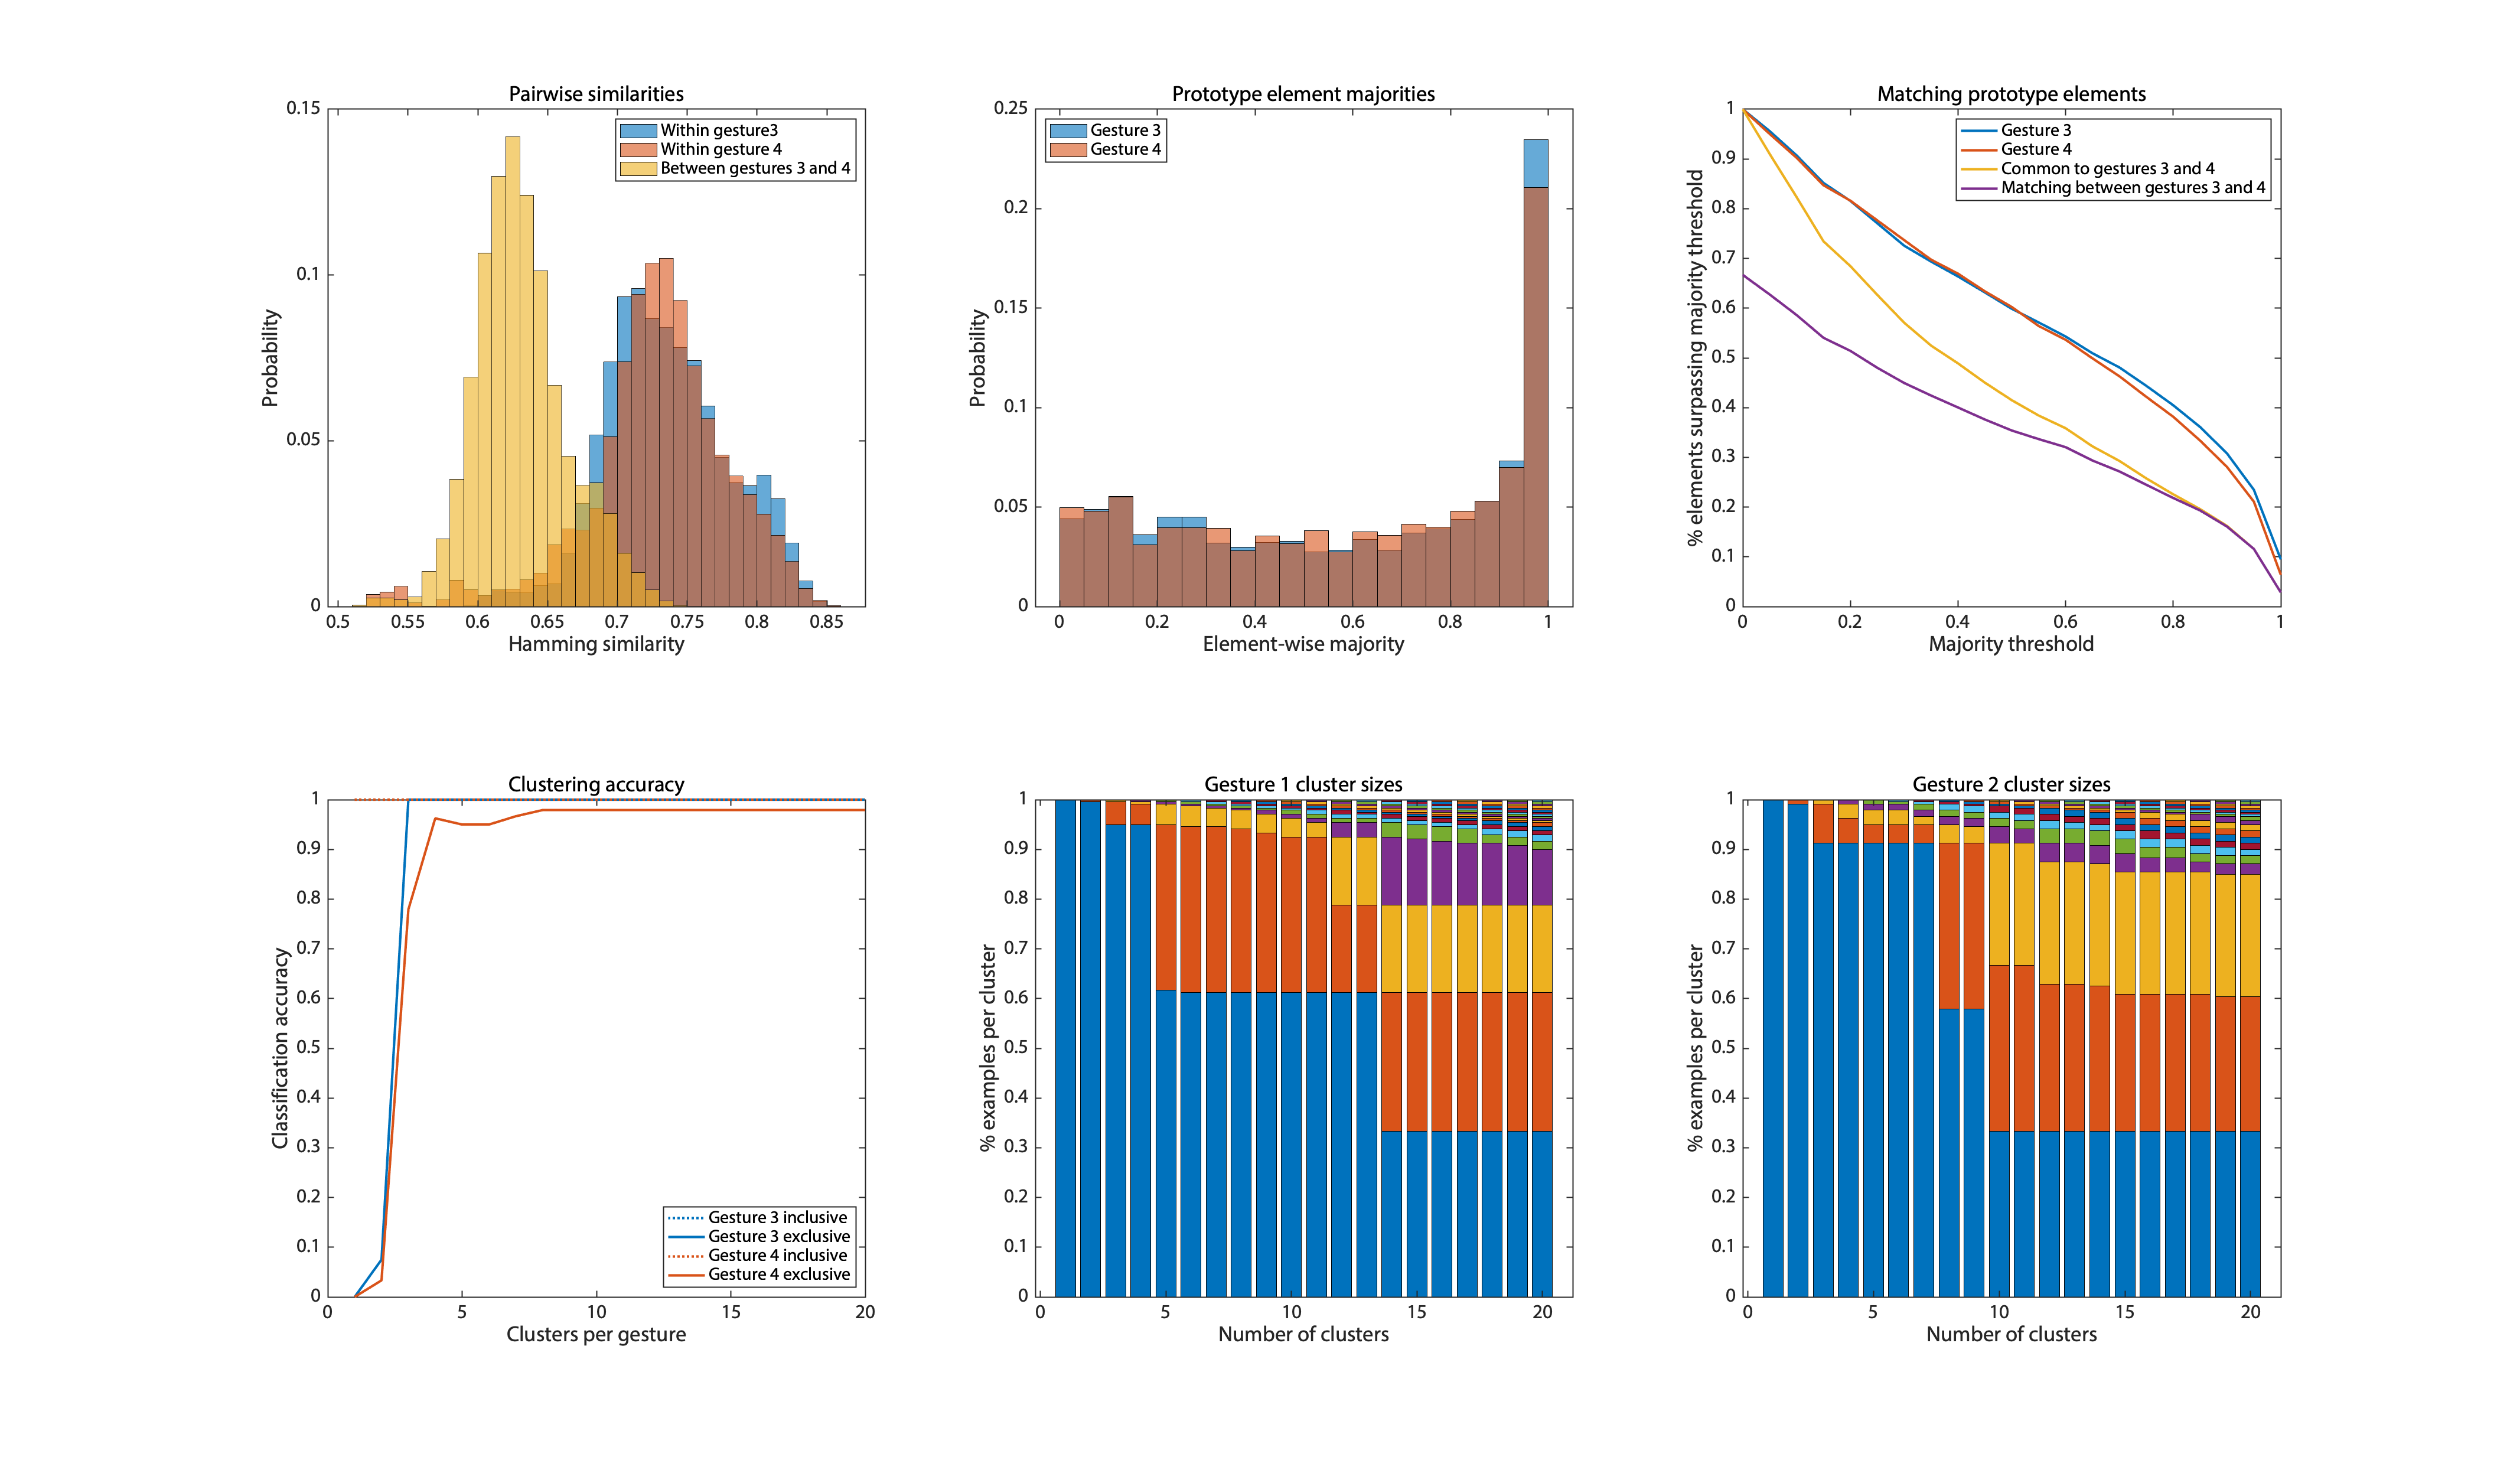 Pairwise similarities
0.15
0.1
0.05
0
Probability
Within gesture3
Within gesture 4
Between gestures 3 and 4
0.5 0.55 0.6 0.65 0.7 0.75 0.8 0.85
Hamming similarity
Prototype element majorities
0.25
0.2
0.15
0.1
0.05
0
Probability
Gesture 3
Gesture 4
0 0.2 0.4 0.6 0.8 1
Element-wise majority
Matching prototype elements
1
0.9
0.8
0.7
0.6
0.5
0.4
0.3
0.2
0.1
0
% elements surpassing majority threshold
Gesture 3
Gesture 4
Common to gestures 3 and 4
Matching between gestures 3 and 4
0 0.2 0.4 0.6 0.8 1
Majority threshold
Clustering accuracy
1
0.9
0.8
0.7
0.6
0.5
0.4
0.3
0.2
0.1
0
Classification accuracy
Gesture 3 inclusive
Gesture 3 exclusive
Gesture 4 inclusive
Gesture 4 exclusive
0 5 10 15 20
Clusters per gesture
Gesture 1 cluster sizes
1
0.9
0.8
0.7
0.6
0.5
0.4
0.3
0.2
0.1
0
% examples per cluster
0 5 10 15 20
Number of clusters
Gesture 2 cluster sizes
1
0.9
0.8
0.7
0.6
0.5
0.4
0.3
0.2
0.1
0
% examples per cluster
0 5 10 15 20
Number of clusters